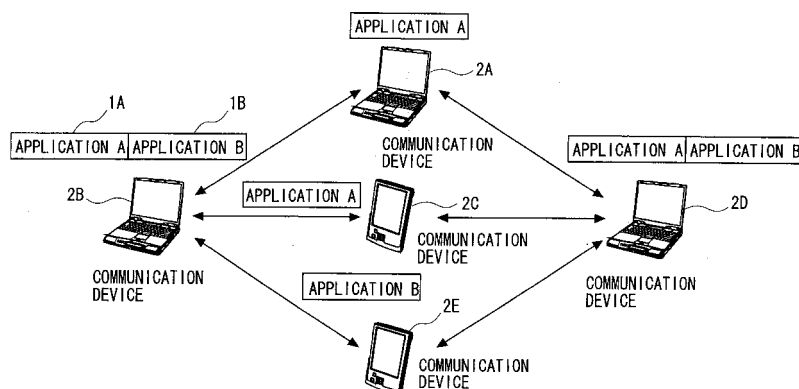 APPLICATION A
2A
COMMUNICATION
DEVICE
1A
1B
APPLICATION A APPLICATION B
2B
COMMUNICATION
DEVICE
APPLICATION A
2C
COMMUNICATION
DEVICE
APPLICATION A APPLICATION B
2D
COMMUNICATION
DEVICE
APPLICATION B
2E
COMMUNICATION
DEVICE